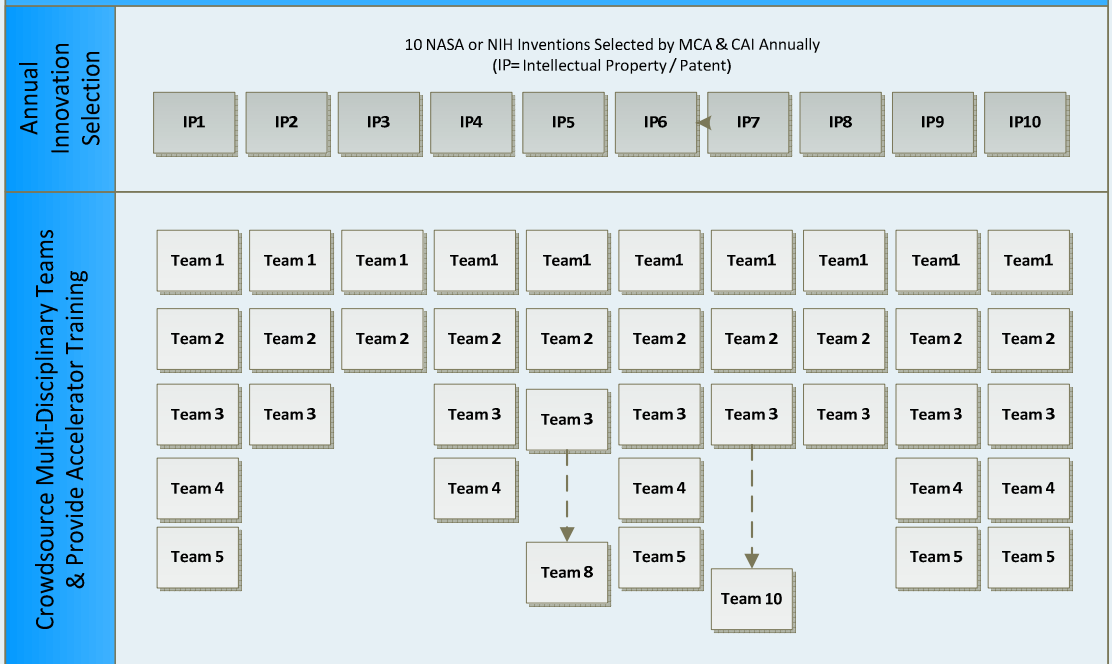 Annual
Innovation
Selection
10 NASA or NIH Inventions Selected by MCA & CAI Annually
(IP= Intellectual Property / Patent)
IP1 IP2 IP3 IP4 IP5 IP6 IP7 IP8 IP9 IP10
Crowdsource Multi-Disciplinary Teams
& Provide Accelerator Training
Team 1 Team 1 Team 1 Team1 Team1 Team1 Team1 Team1 Team1 Team1
Team 2 Team 2 Team 2 Team 2 Team 2 Team 2 Team 2 Team 2 Team 2 Team 2
Team 3 Team 3 Team 3 Team 3 Team 3 Team 3 Team 3 Team 3 Team 3
Team 4 Team 4 Team 4 Team 4 Team 4
Team 5 Team 8 Team 5 Team 10 Team 5 Team 5